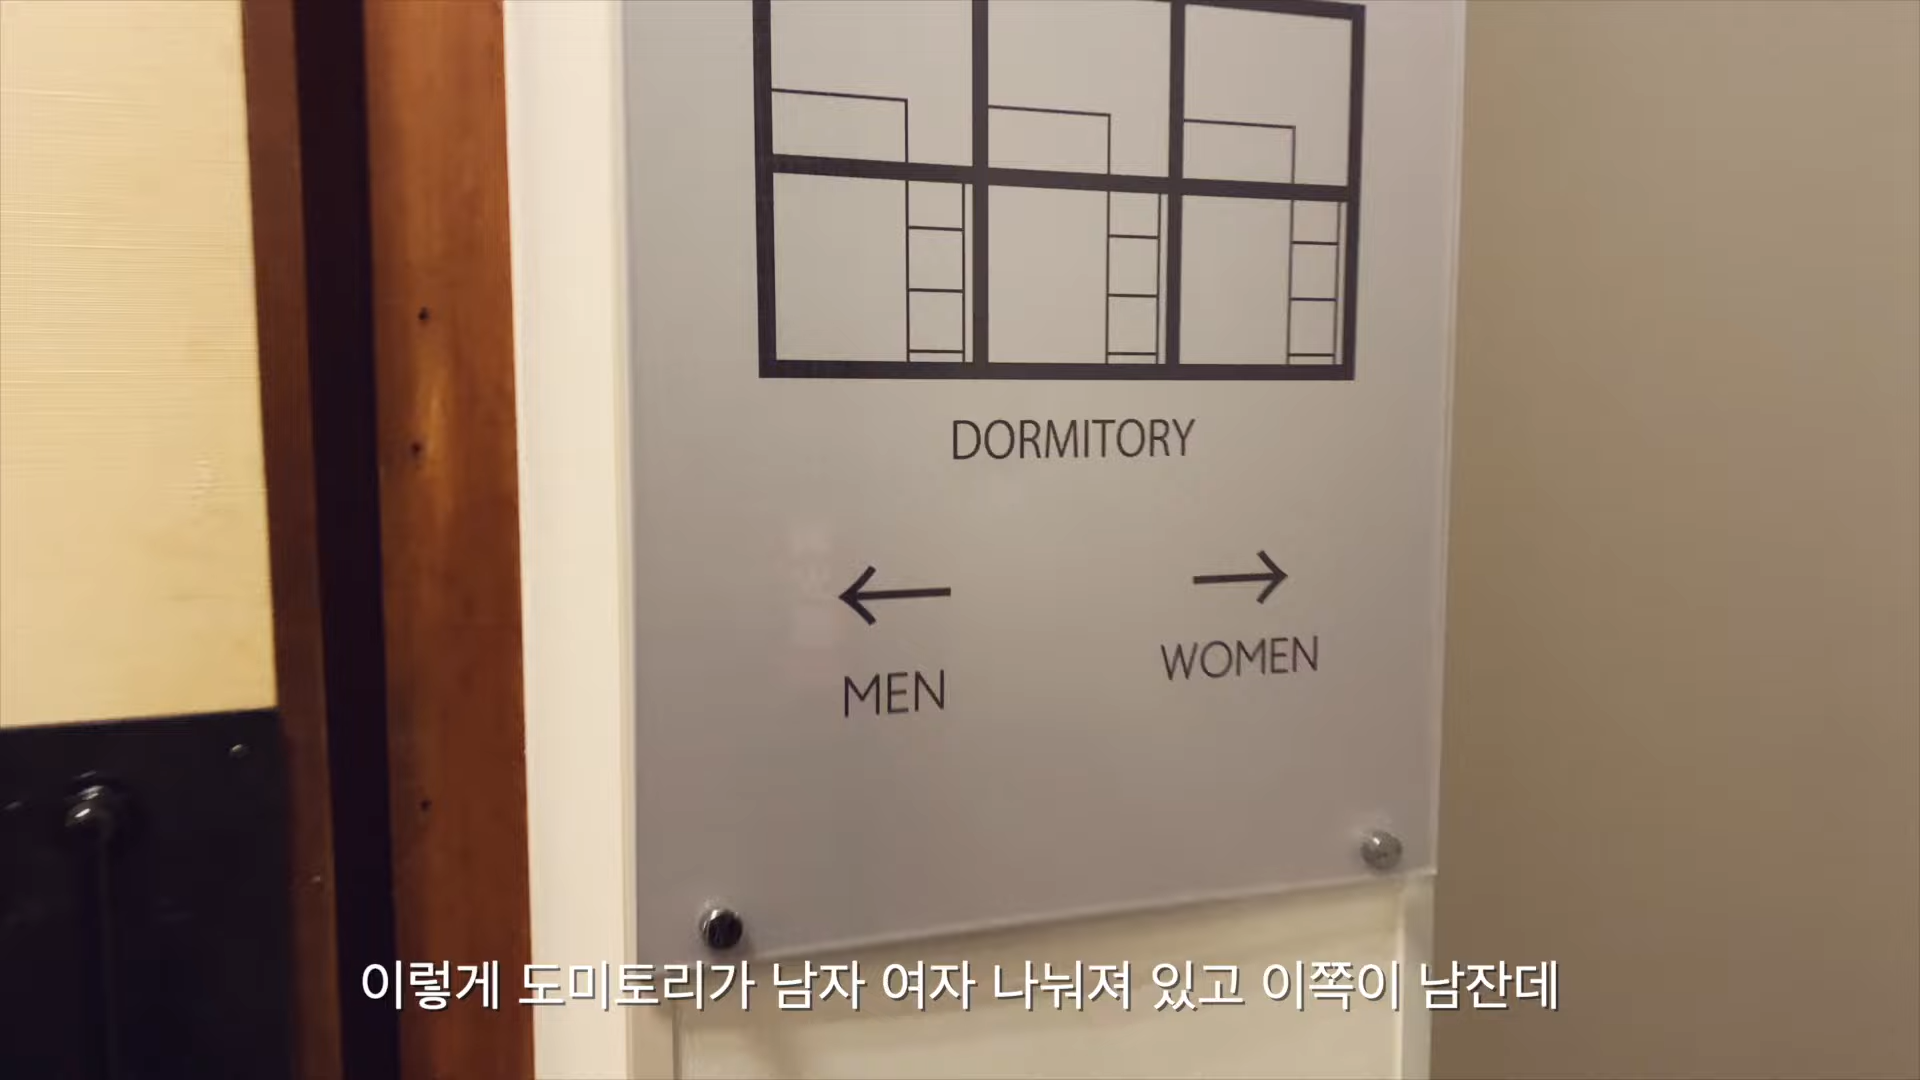 DORMITORY
← →
MEN WOMEN
이렇게 도미토리가 남자 여자 나눠져 있고 이쪽이 남잔데